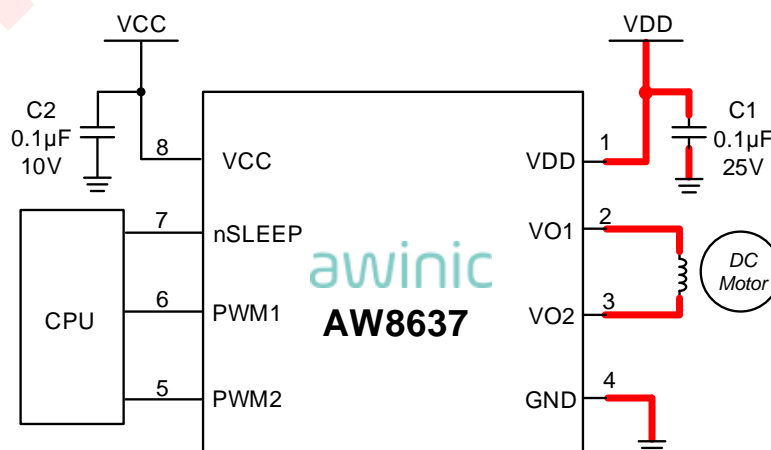 VCC
VDD
C2
0.1µF
10V
C1
0.1µF
25V
8
VCC
VDD
1
7
nSLEEP
VO1
2
awinic
AW8637
DC
Motor
CPU
6
PWM1
VO2
3
5
PWM2
GND
4